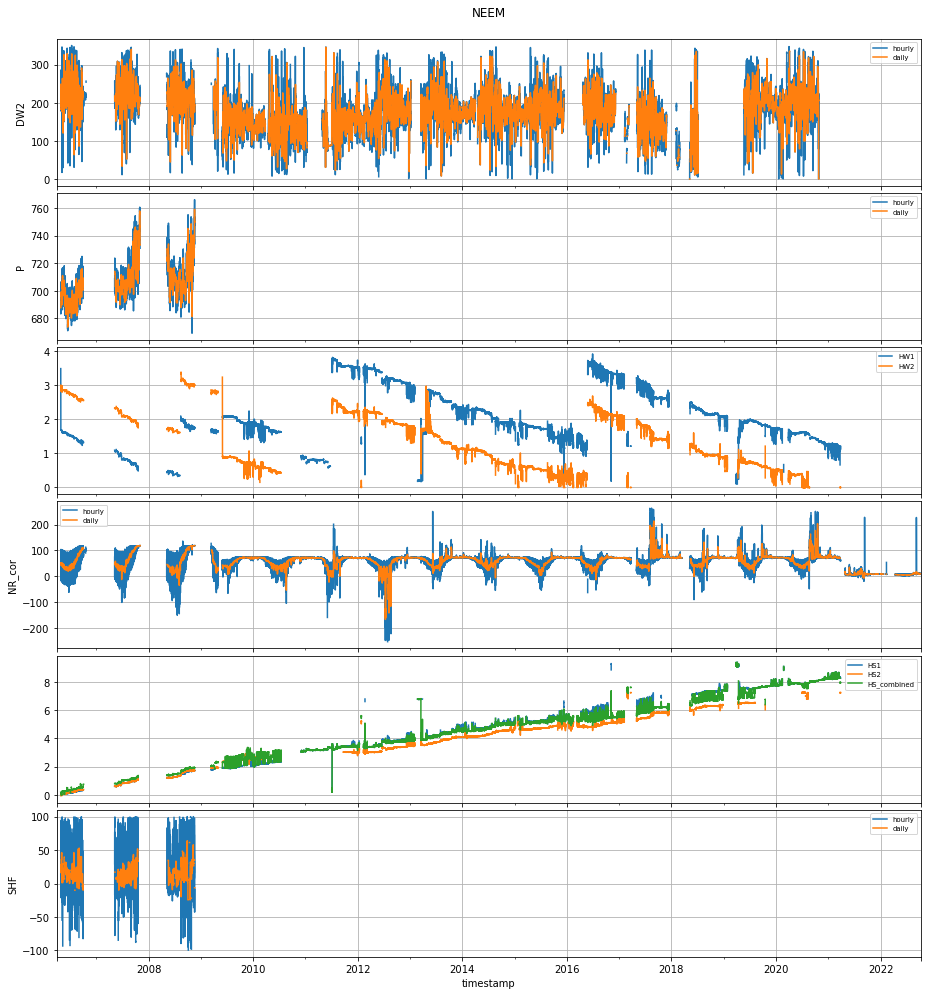 NEEM
DW2
300
200
100
0
hourly
daily
P
760
740
720
700
680
hourly
daily
4
3
2
1
0
HW1
HW2
NR_cor
200
100
0
−100
−200
hourly
daily
8
6
4
2
0
HS1
HS2
HS_combined
SHF
100
50
0
−50
−100
hourly
daily
2008 2010 2012 2014 2016 2018 2020 2022
timestamp